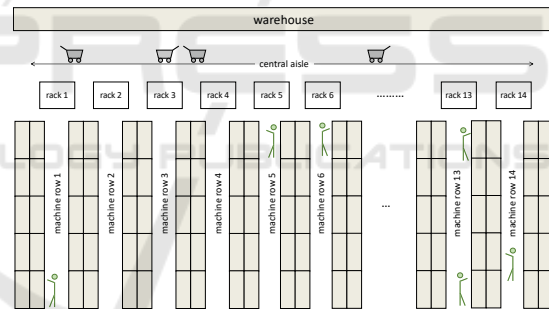 warehouse
central aisle
rack 1
rack 2
rack 3
rack 4
rack 5
rack 6
.........
rack 13
rack 14
machine row 1
machine row 2
machine row 3
machine row 4
machine row 5
machine row 6
...
machine row 13
machine row 14
LOGY PUBLICATIONS